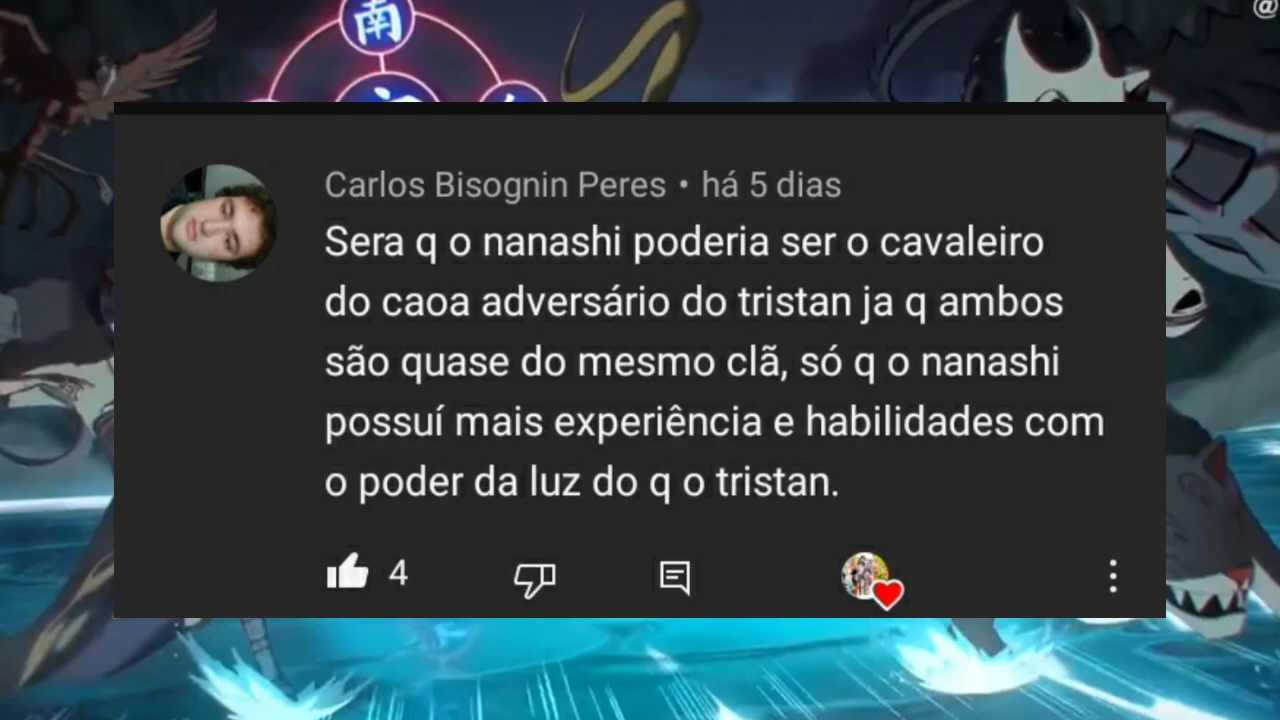 @
南
Carlos Bisognin Peres • há 5 dias
Sera q o nanashi poderia ser o cavaleiro
do caoa adversário do tristan ja q ambos
são quase do mesmo clã, só q o nanashi
possuí mais experiência e habilidades com
o poder da luz do q o tristan.
4